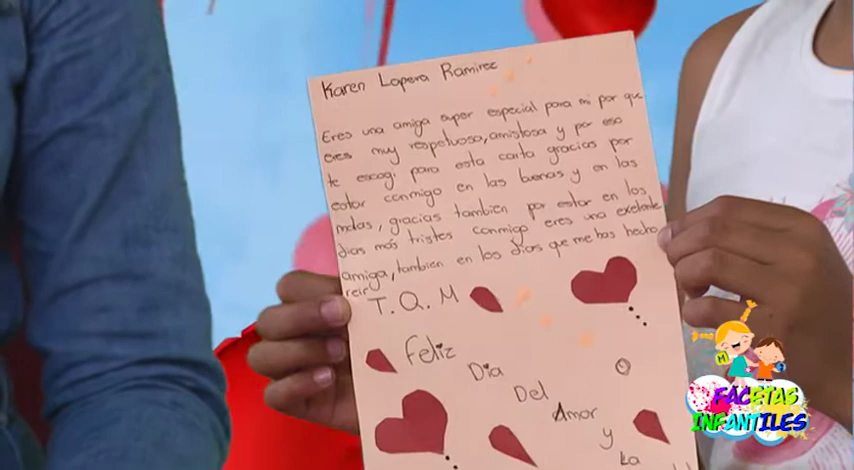 Karen Lopera Ramirez
Eres una amiga super especial para mi por que
eres muy respetuosa, amistosa y por eso
te escogi para esta carta gracias por
estar conmigo en las buenas y en las
malas, gracias tambien por estar en los
dias más tristes conmigo eres una exelente
amiga, tambien en los días que me has hecho
reir
T. Q. M
Feliz
Dia
Del
Amor
y
La
FACETAS
INFANTILES